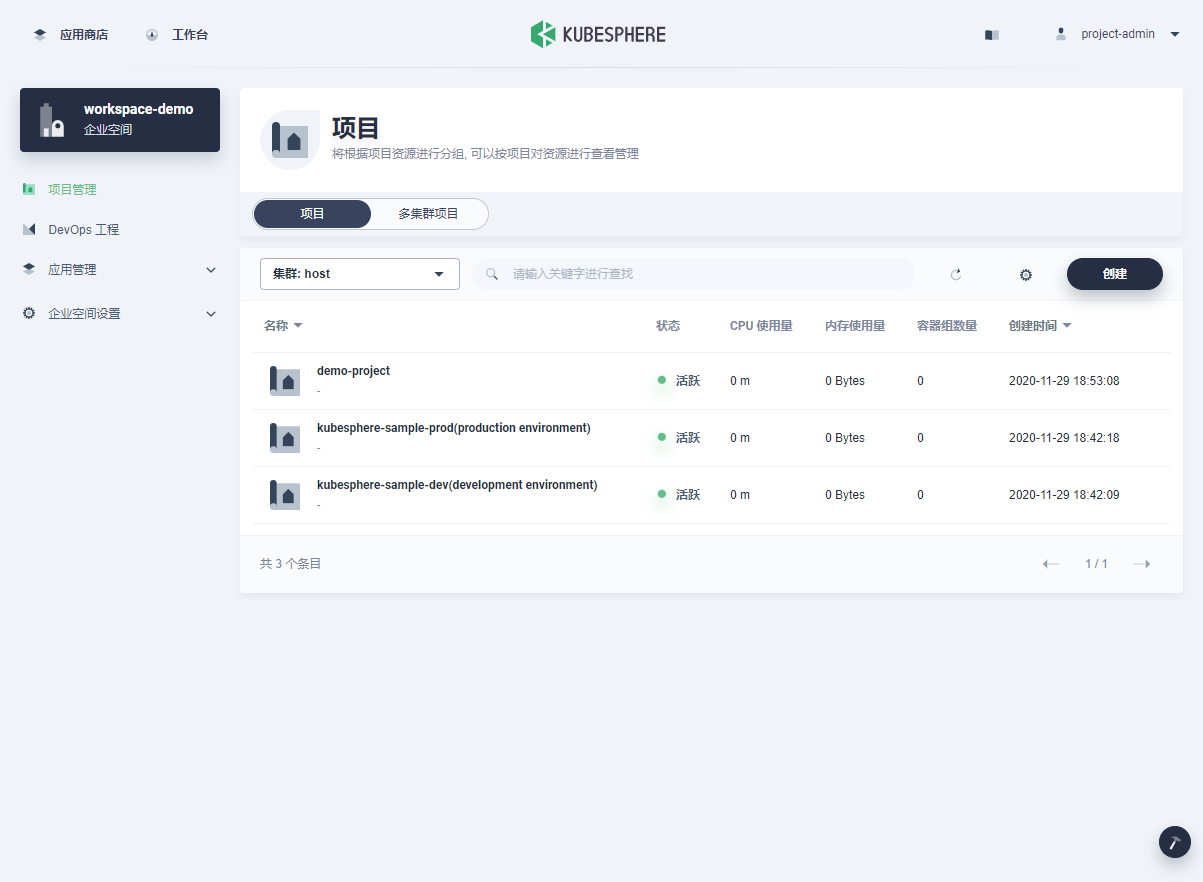 应用商店 工作台 KUBESPHERE project-admin
workspace-demo
企业空间
项目管理
DevOps 工程
应用管理
企业空间设置
项目
将根据项目资源进行分组, 可以按项目对资源进行查看管理
项目 多集群项目
集群: host 请输入关键字进行查找 创建
名称 状态 CPU 使用量 内存使用量 容器组数量 创建时间
demo-project
-
活跃 0 m 0 Bytes 0 2020-11-29 18:53:08
kubesphere-sample-prod(production environment)
-
活跃 0 m 0 Bytes 0 2020-11-29 18:42:18
kubesphere-sample-dev(development environment)
-
活跃 0 m 0 Bytes 0 2020-11-29 18:42:09
共 3 个条目 1 / 1